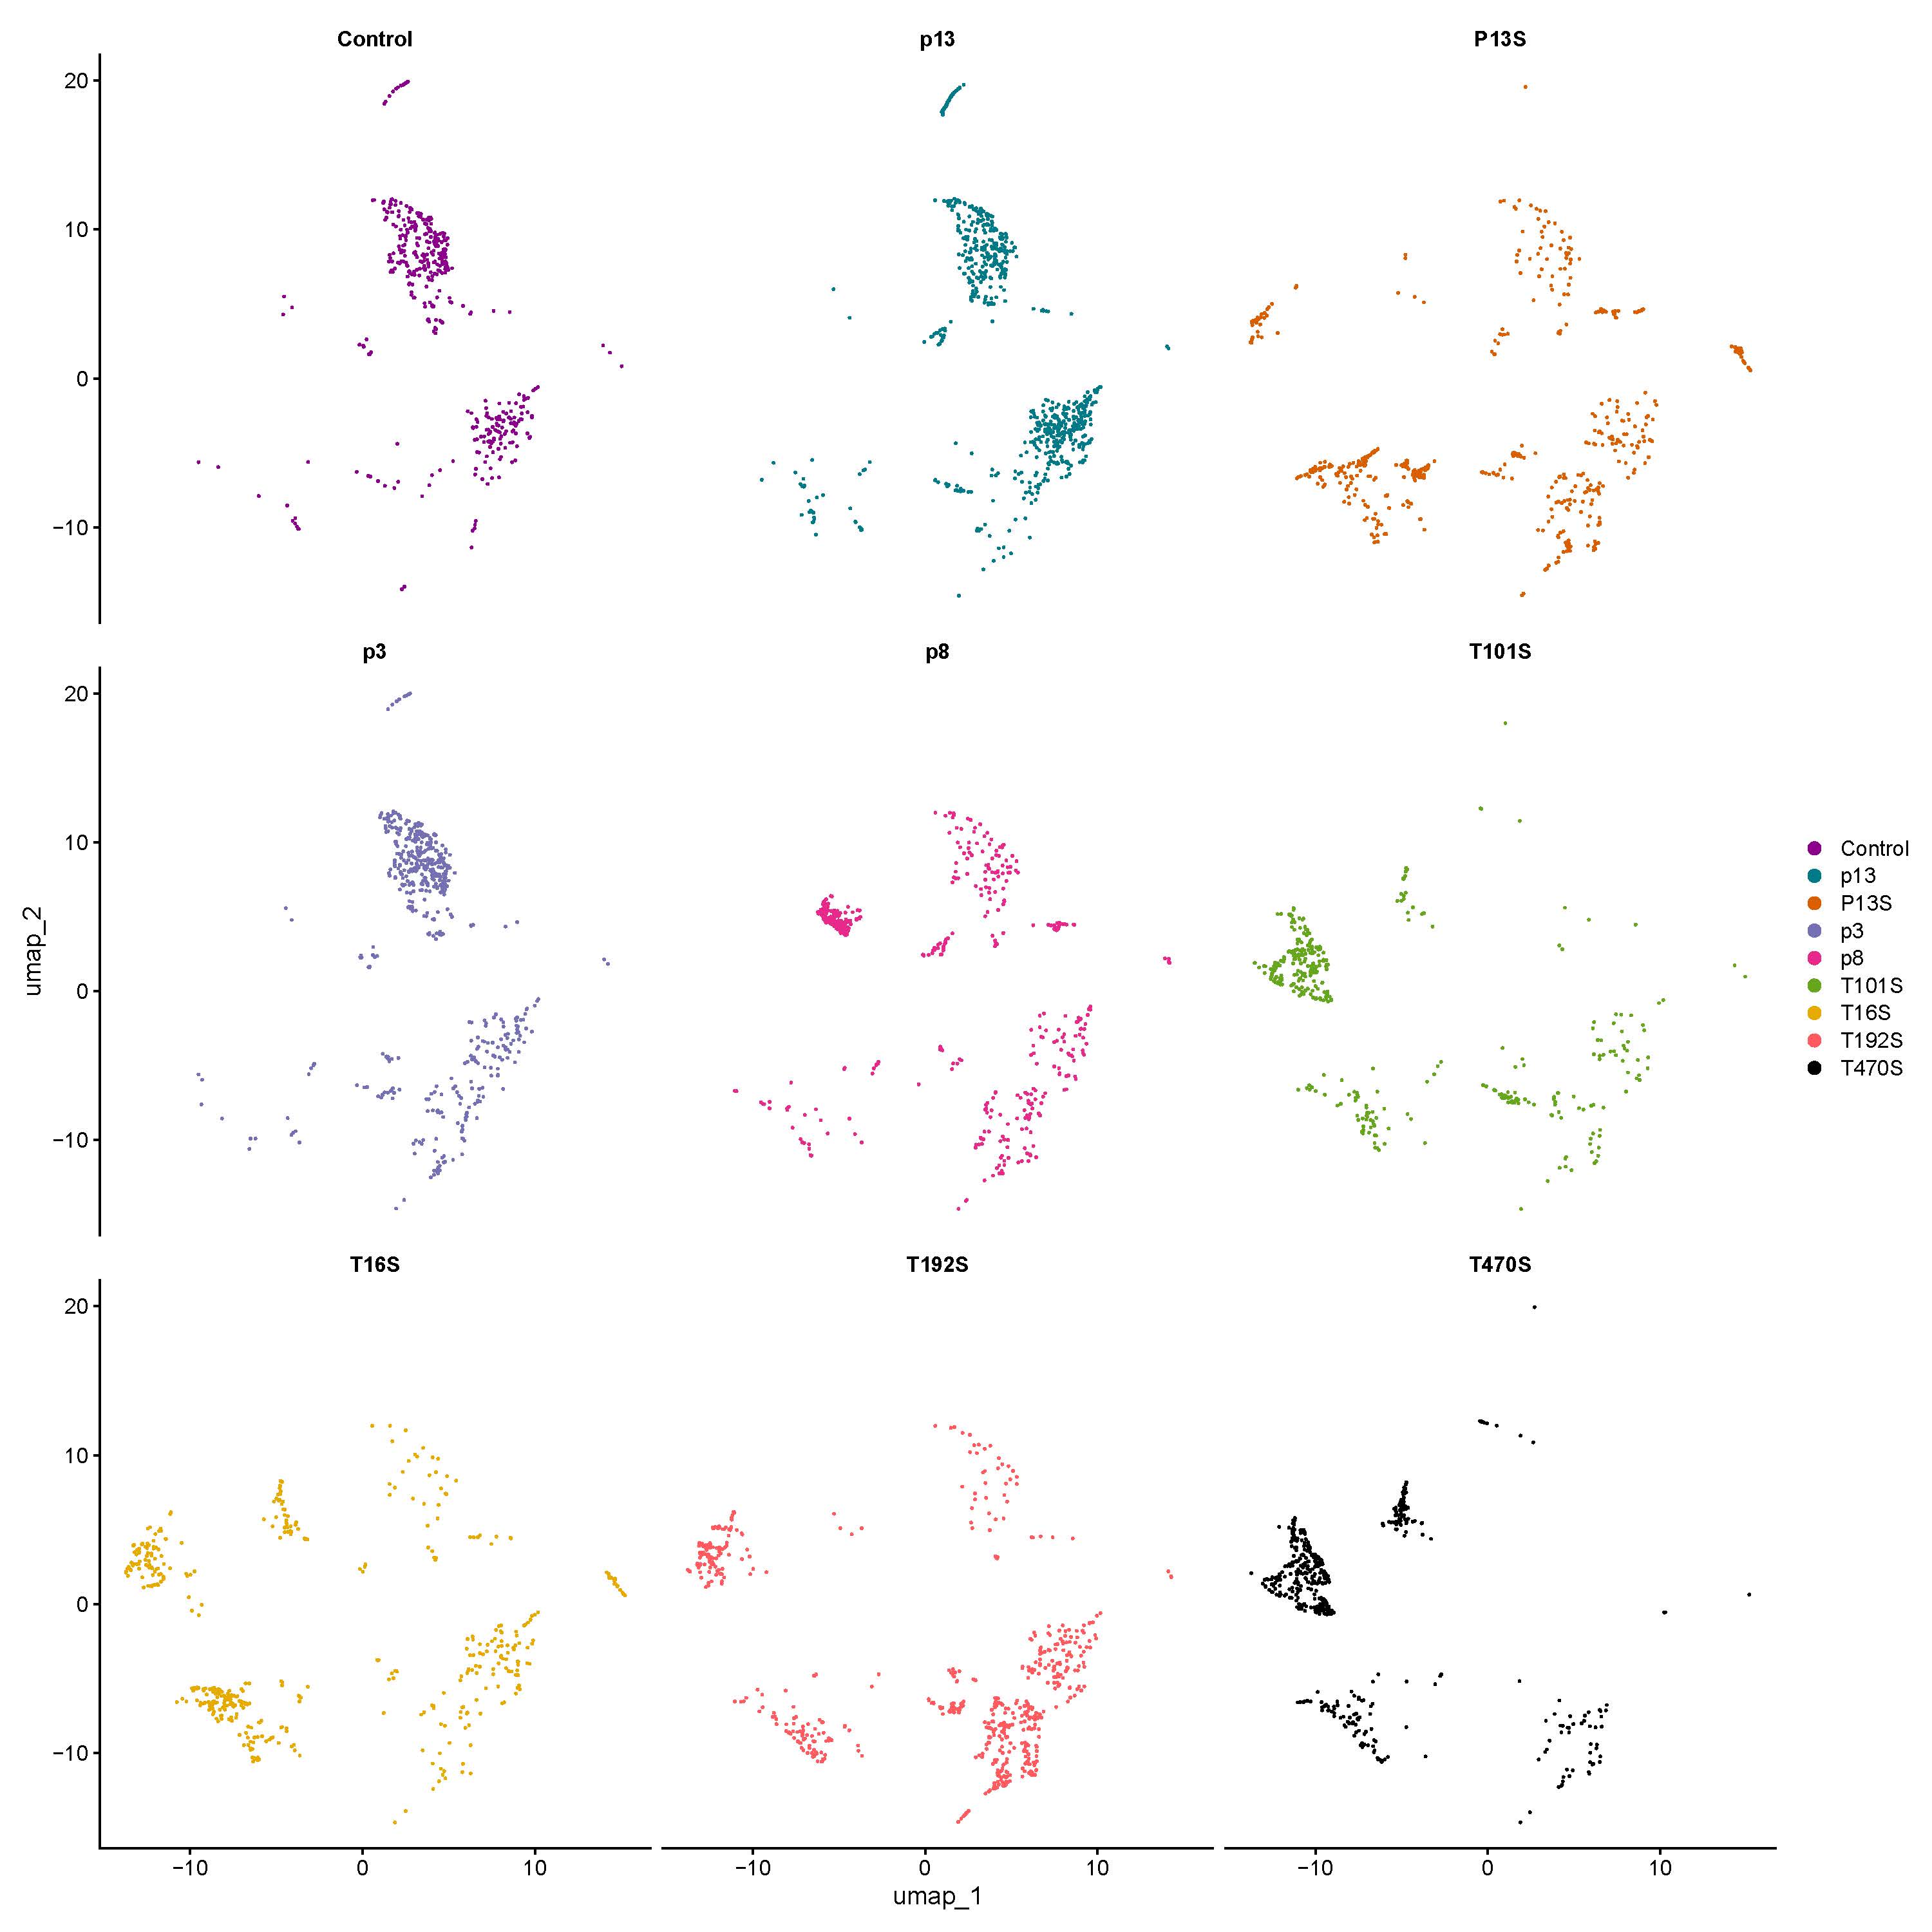 Control p13 P13S
20
10
0
−10
p3 p8 T101S
20
10
0
−10
umap_2
T16S T192S T470S
20
10
0
−10
−10 0 10 −10 0 10 −10 0 10
umap_1
Control
p13
P13S
p3
p8
T101S
T16S
T192S
T470S